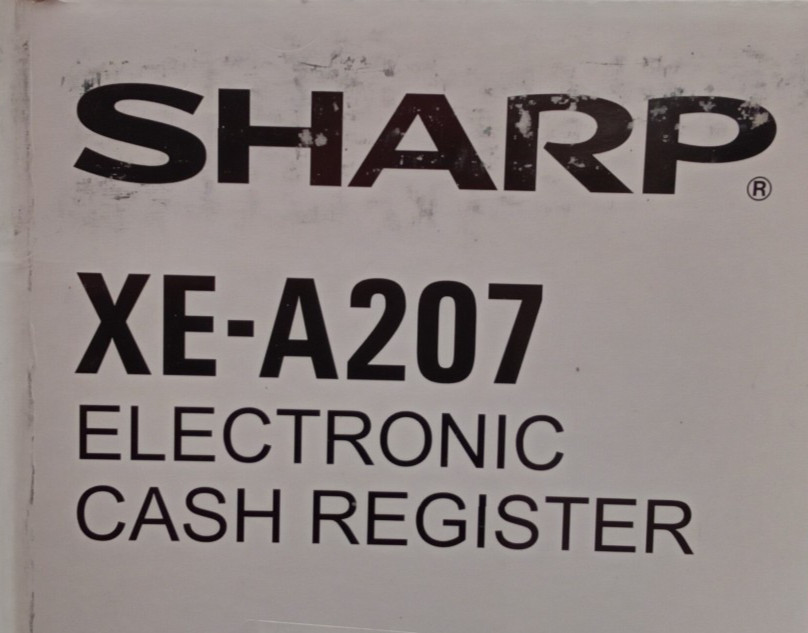 SHARP®
XE-A207
ELECTRONIC
CASH REGISTER